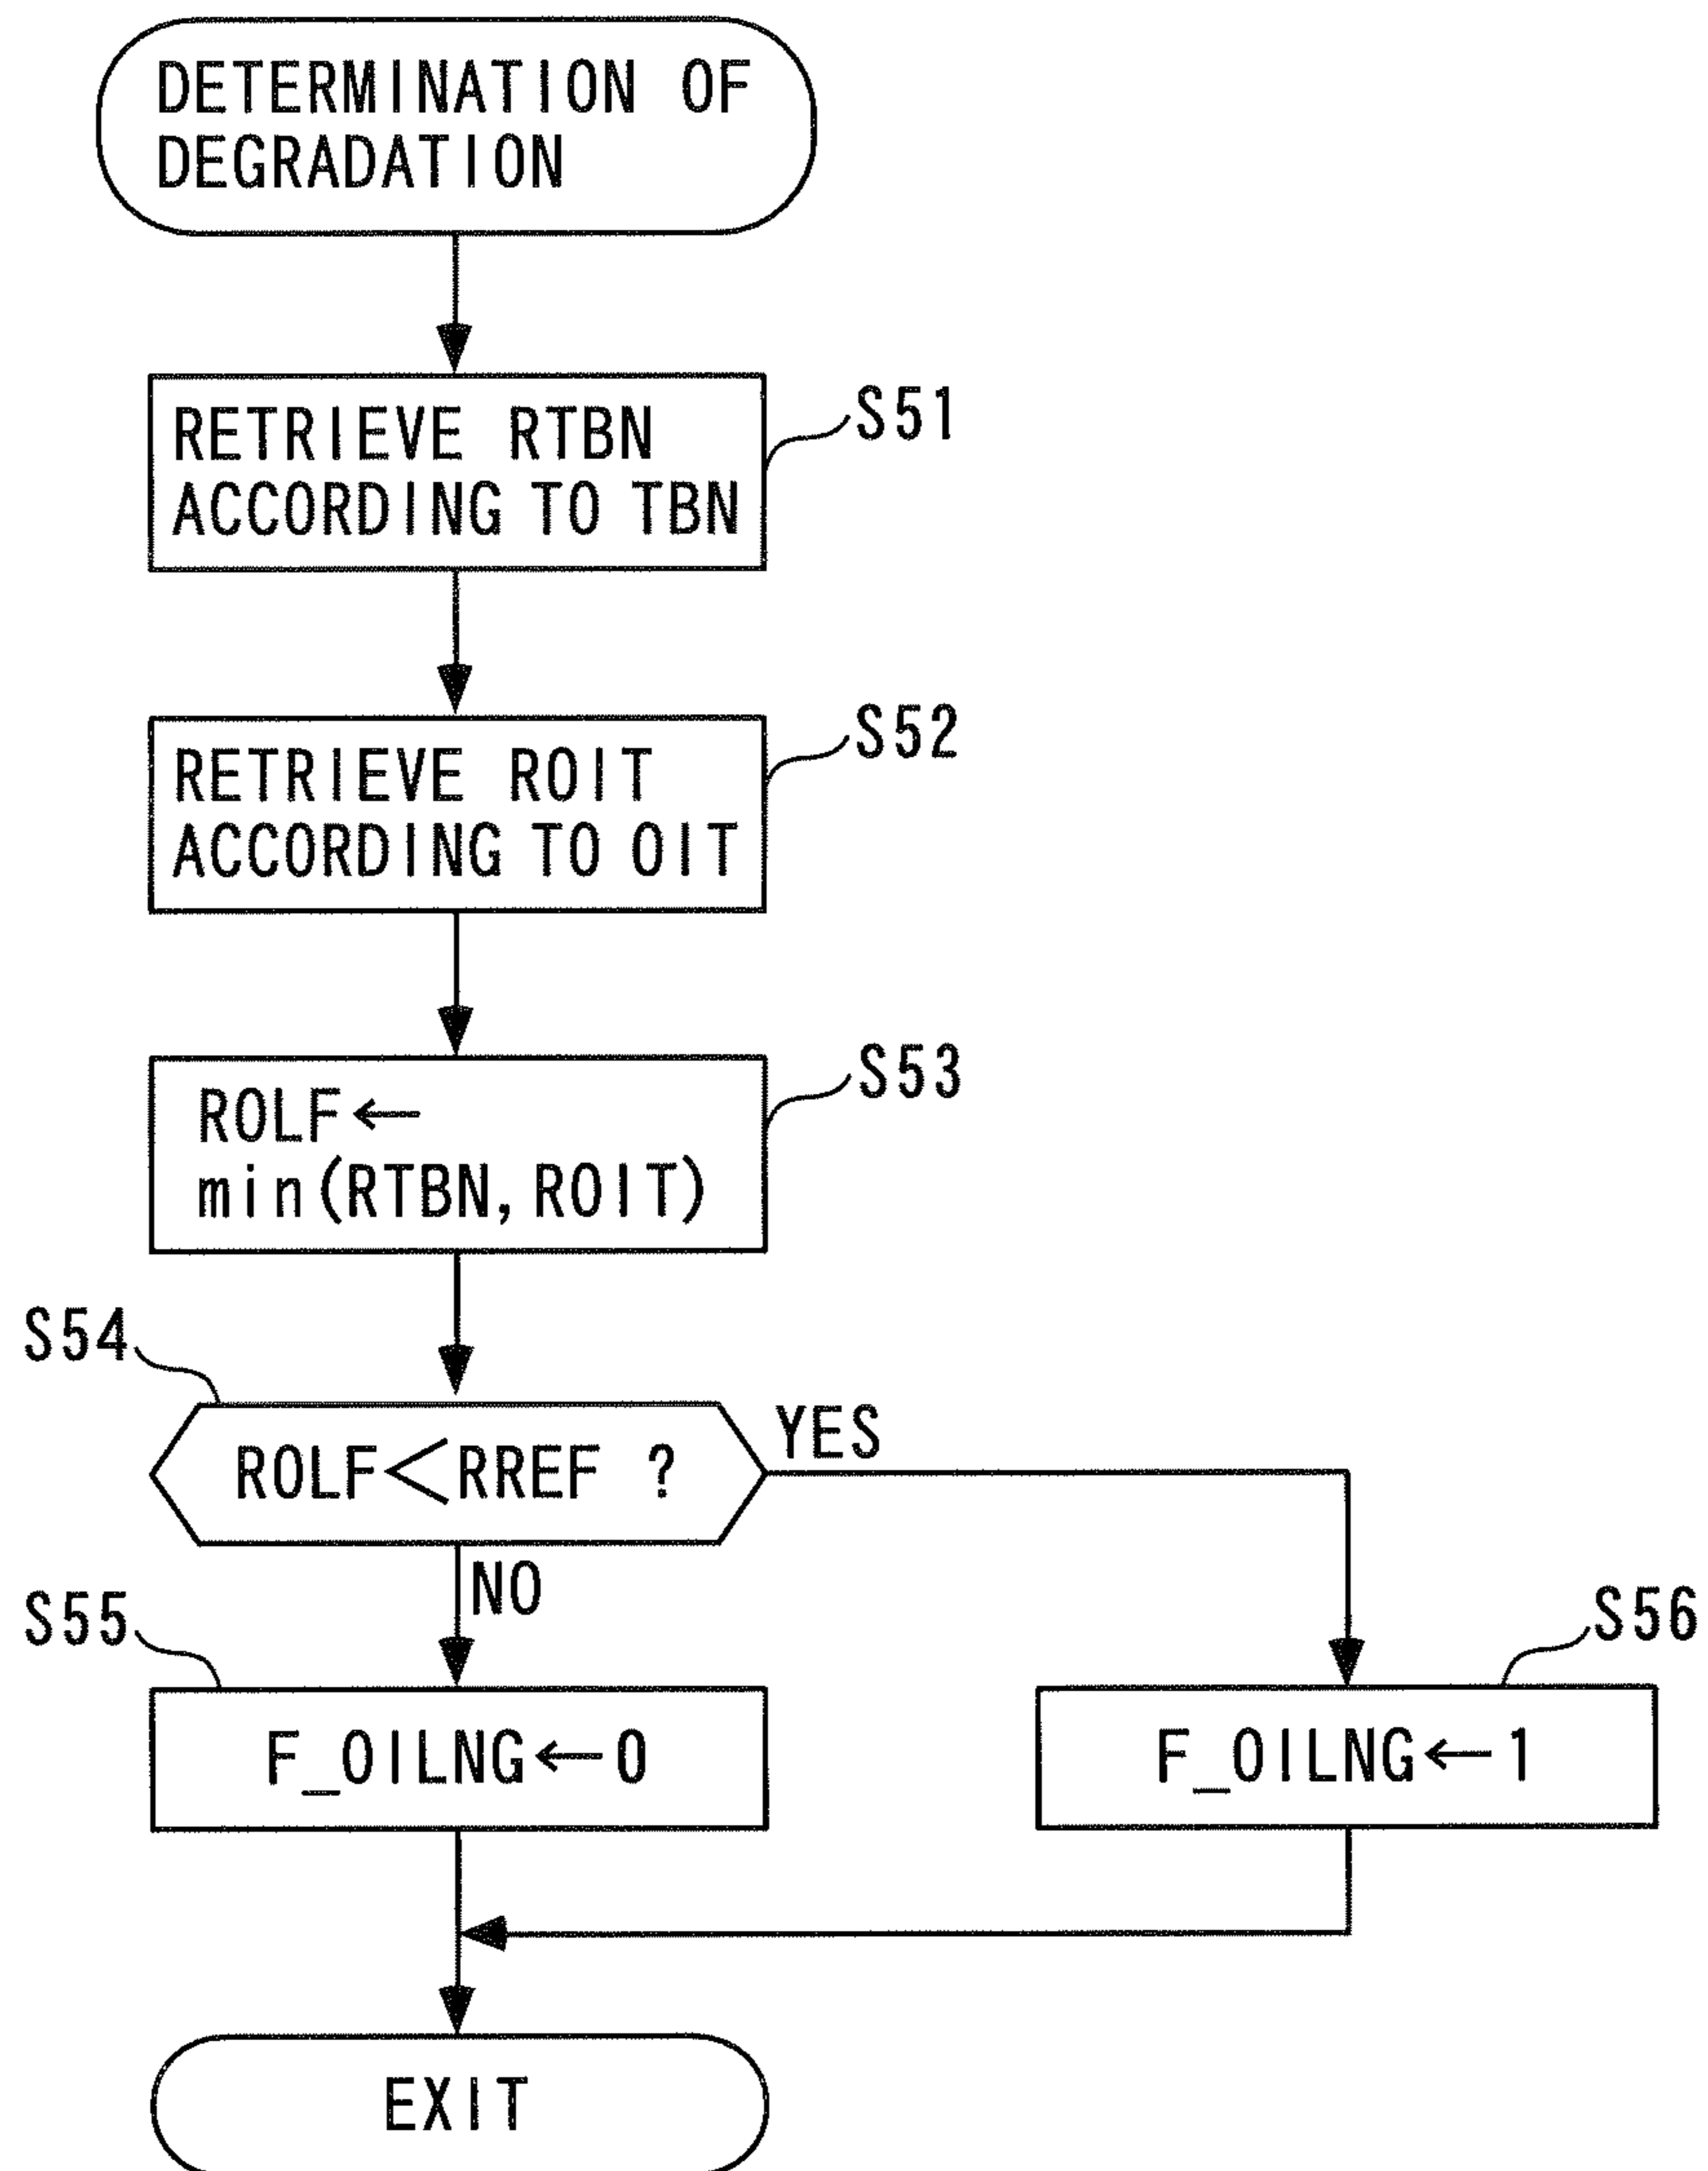 DETERMINATION OF
DEGRADATION
RETRIEVE RTBN
ACCORDING TO TBN
S51
RETRIEVE ROIT
ACCORDING TO OIT
S52
ROLF←
min(RTBN,ROIT)
S53
S54
ROLF<RREF ?
YES
NO
S55
F_OILNG←0
S56
F_OILNG←1
EXIT